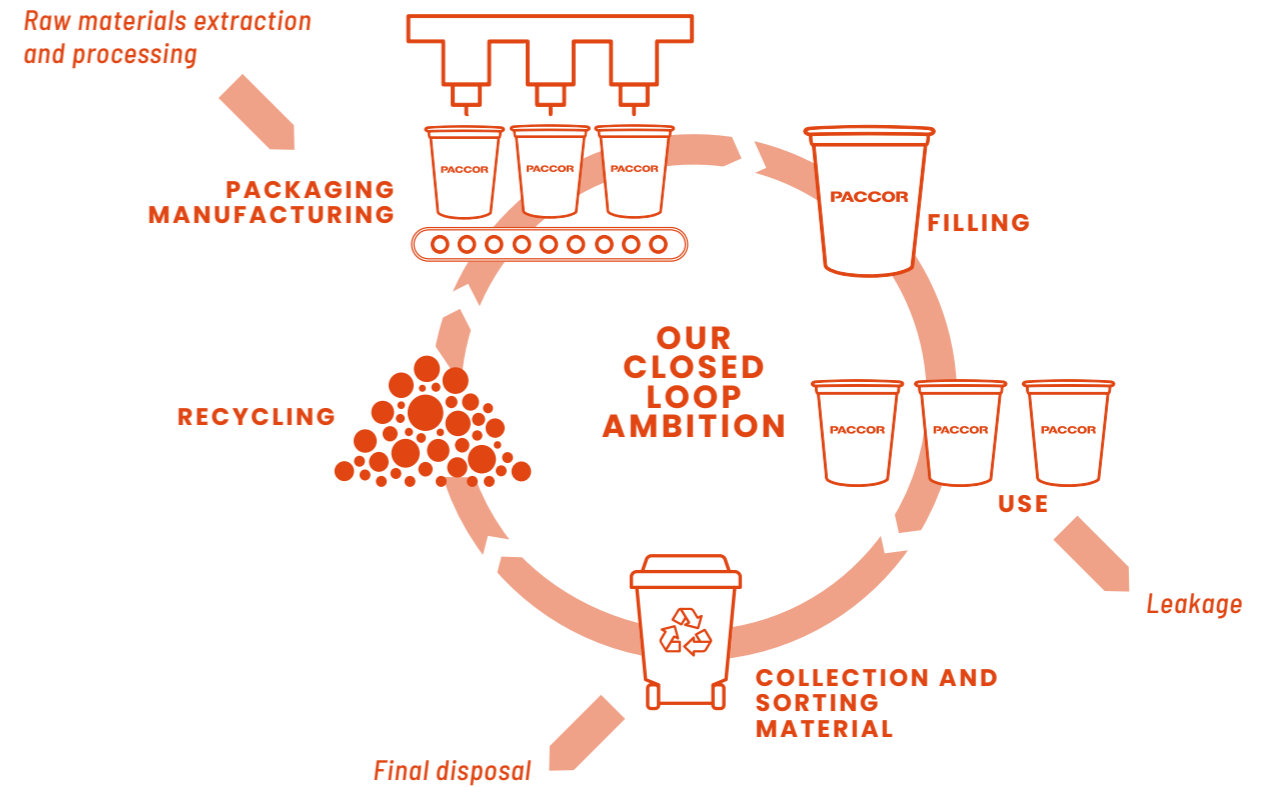 Raw materials extraction
and processing
PACCOR
PACCOR
PACCOR
PACKAGING
MANUFACTURING
PACCOR
FILLING
OUR
CLOSED
LOOP
AMBITION
RECYCLING
PACCOR
PACCOR
PACCOR
USE
Leakage
COLLECTION AND
SORTING
MATERIAL
Final disposal